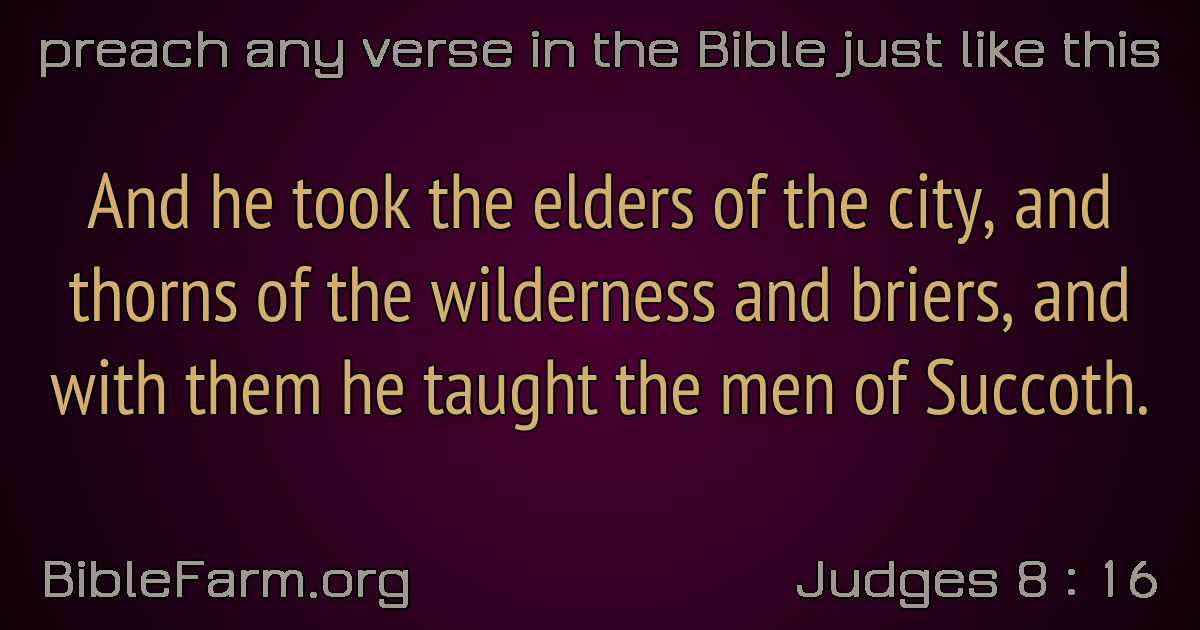 preach any verse in the Bible just like this
And he took the elders of the city, and
thorns of the wilderness and briers, and
with them he taught the men of Succoth.
BibleFarm.org
Judges 8 : 16